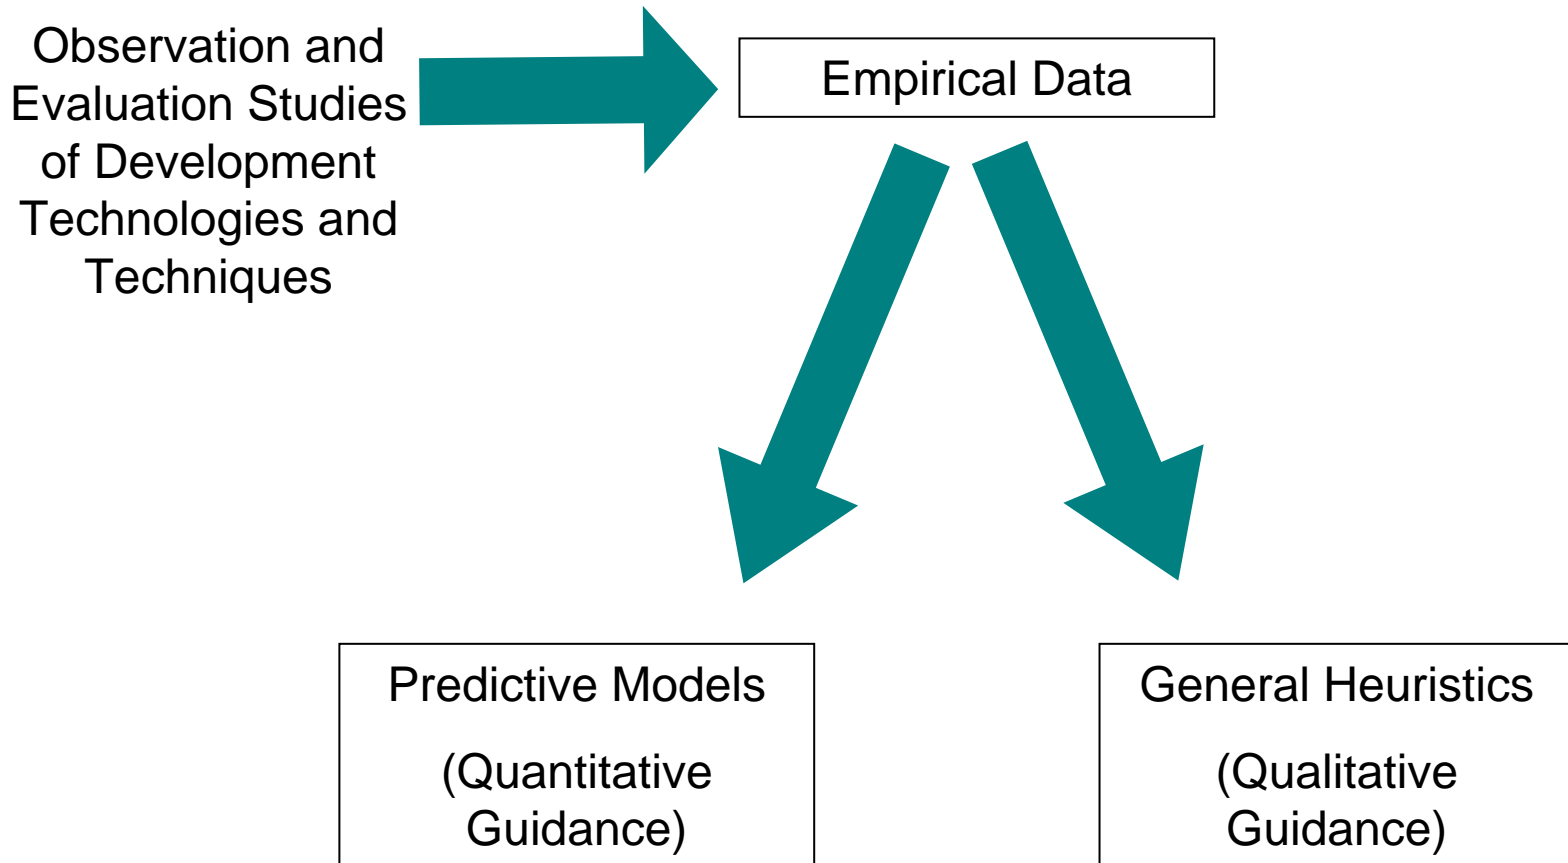 Observation and
Evaluation Studies
of Development
Technologies and
Techniques
Empirical Data
Predictive Models
(Quantitative
Guidance)
General Heuristics
(Qualitative
Guidance)